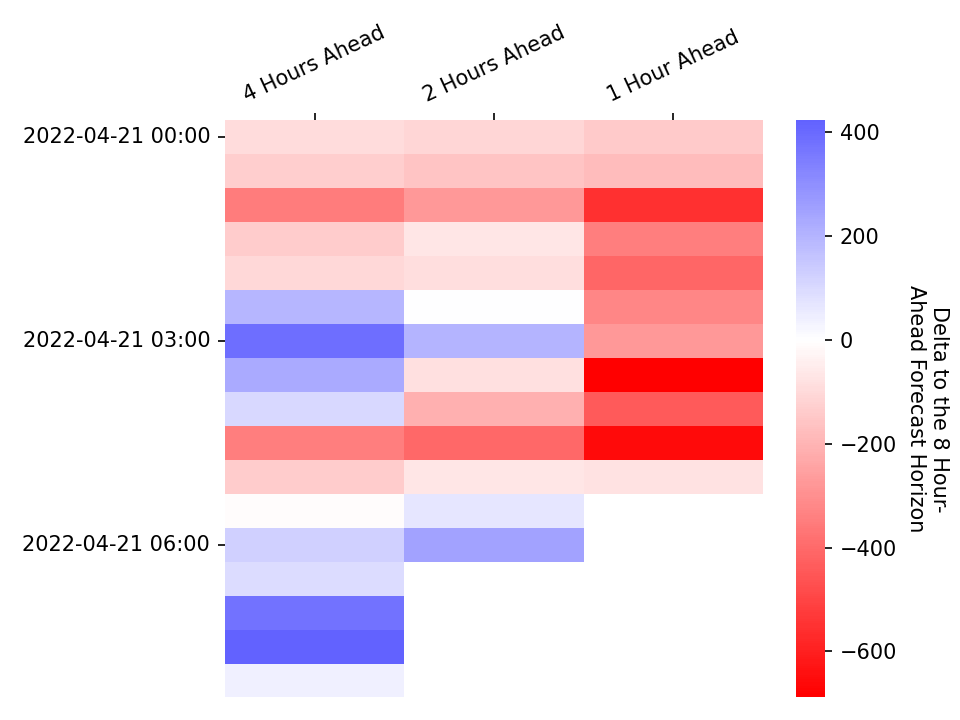 4 Hours Ahead
2 Hours Ahead
1 Hour Ahead
2022-04-21 00:00
2022-04-21 03:00
2022-04-21 06:00
400
200
0
−200
−400
−600
Delta to the 8 Hour-
Ahead Forecast Horizon